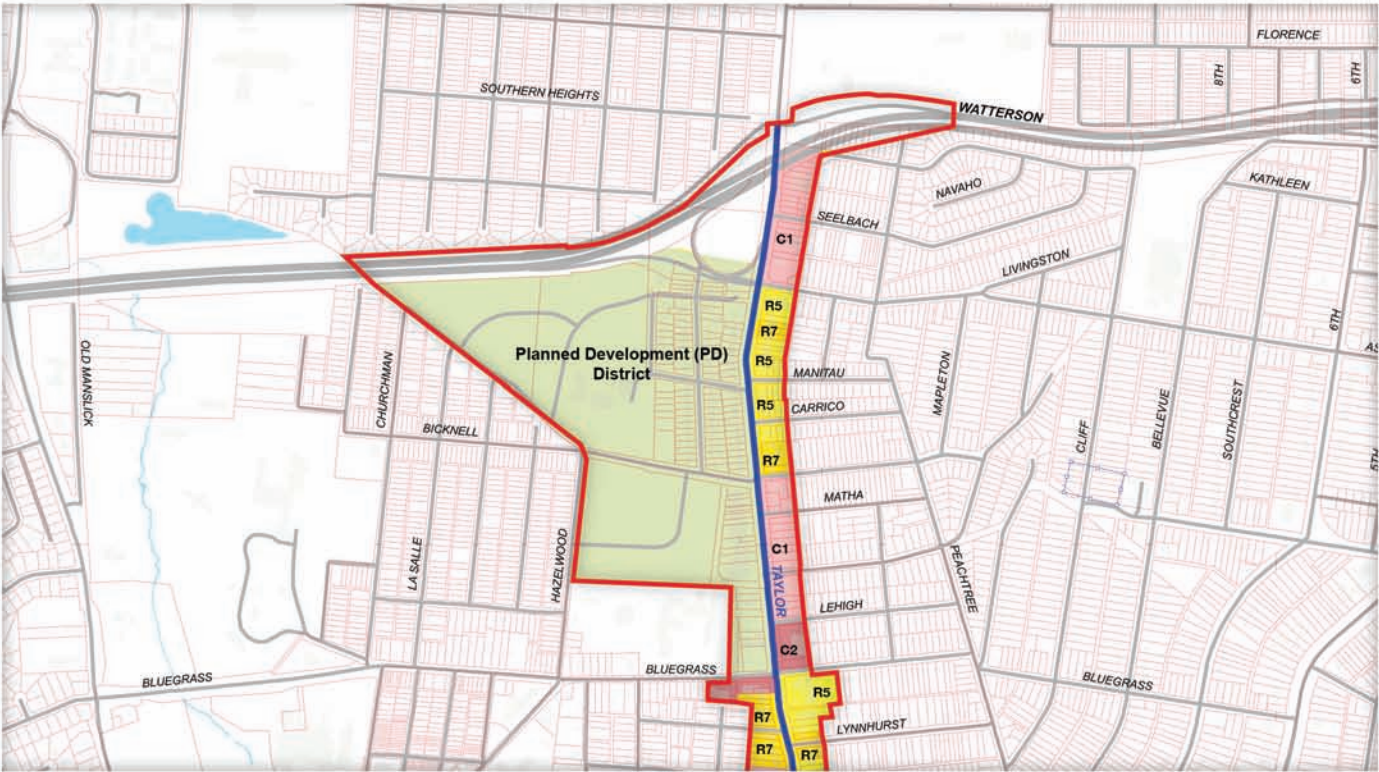 FLORENCE
8TH
6TH
SOUTHERN HEIGHTS
WATTERSON
KATHLEEN
NAVAHO
SEELBACH
C1
LIVINGSTON
R5
R7
6TH
OLD MANSLICK
Planned Development (PD)
District
R5
MANITAU
CHURCHMAN
MAPLETON
R5
CARRICO
BELLEVUE
SOUTHCREST
BICKNELL
CLIFF
R7
5TH
MATHA
C1
LA SALLE
HAZELWOOD
TAYLOR
PEACHTREE
LEHIGH
C2
BLUEGRASS
BLUEGRASS
BLUEGRASS
R5
R7
LYNNHURST
R7
R7